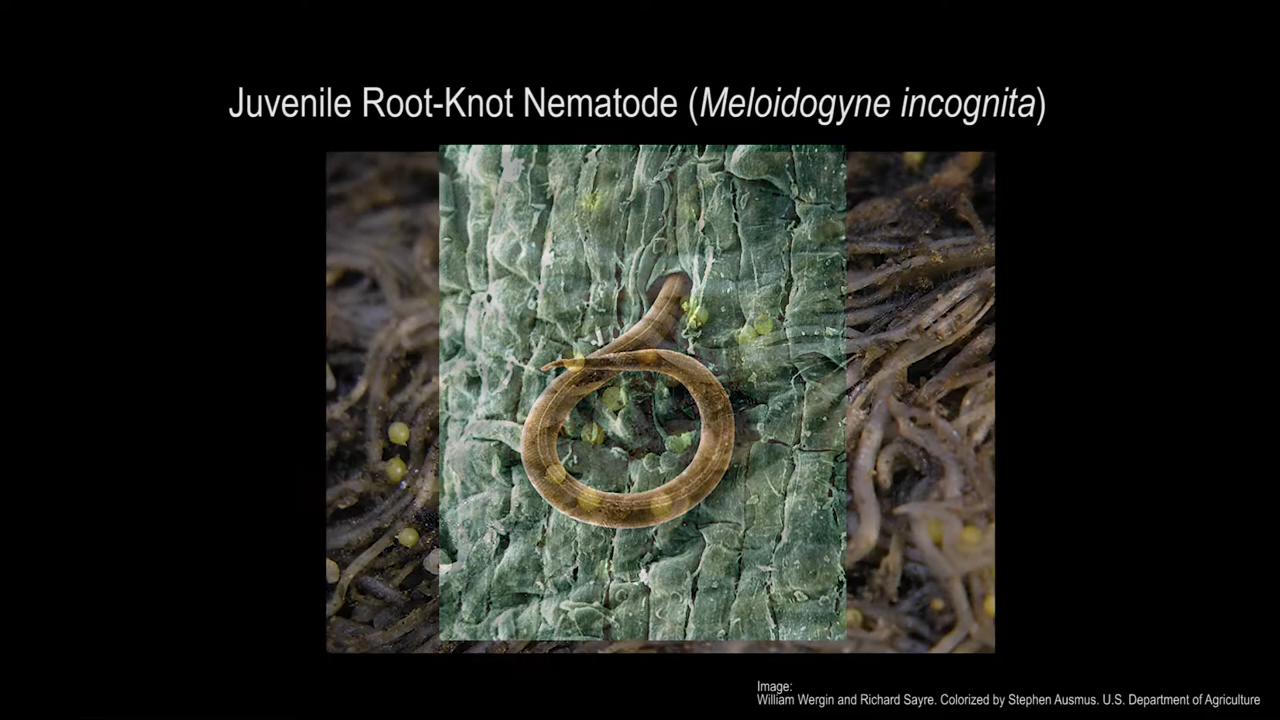 Juvenile Root-Knot Nematode (Meloidogyne incognita)
Image:
William Wergin and Richard Sayre. Colorized by Stephen Ausmus. U.S. Department of Agriculture